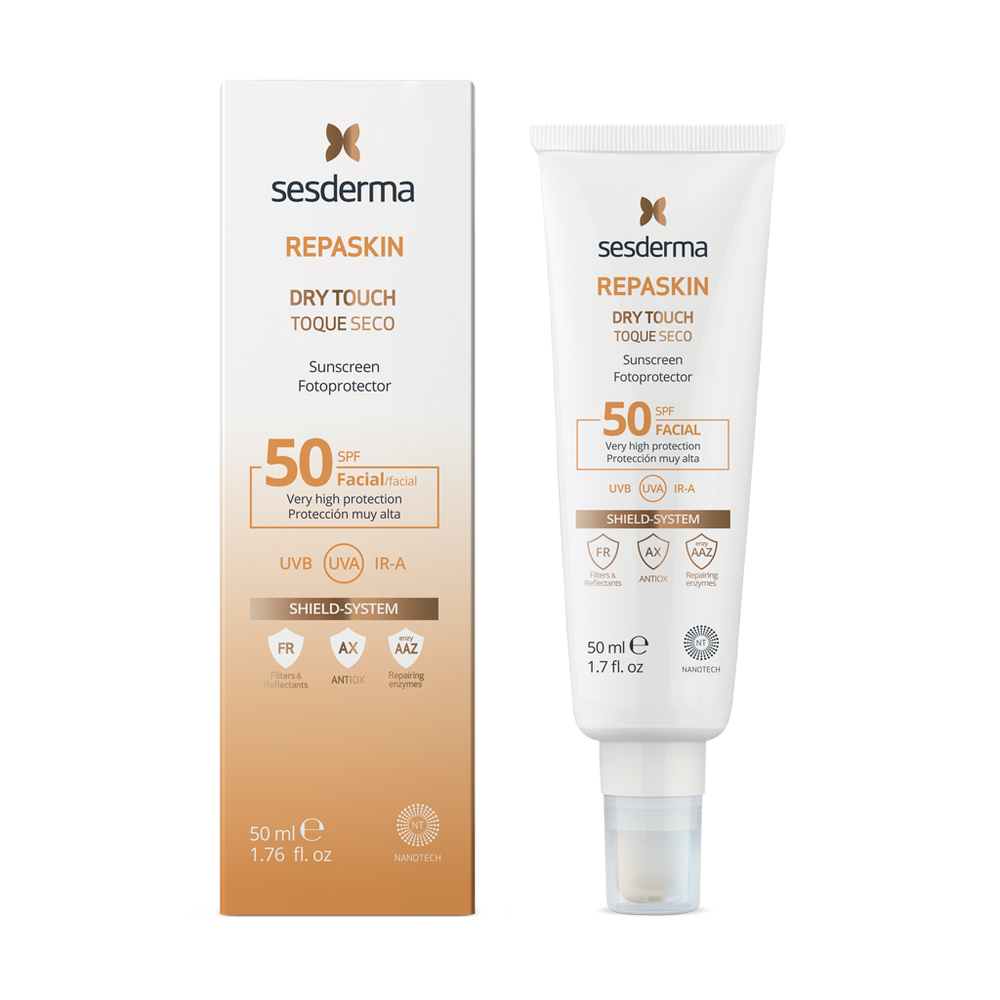 sesderma
REPASKIN
DRY TOUCH
TOQUE SECO
Sunscreen
Fotoprotector
50 SPF
Facial/facial
Very high protection
Protección muy alta
UVB UVA IR-A
SHIELD-SYSTEM
FR AX enzy AAZ
Filters & Reflectants ANTIOX Repairing enzymes
50 ml e
1.76 fl. oz
NT
NANOTECH
sesderma
REPASKIN
DRY TOUCH
TOQUE SECO
Sunscreen
Fotoprotector
50 SPF
FACIAL
Very high protection
Protección muy alta
UVB UVA IR-A
SHIELD-SYSTEM
FR AX enzy AAZ
Filters & Reflectants ANTIOX Repairing enzymes
50 ml e
1.7 fl. oz
NT
NANOTECH